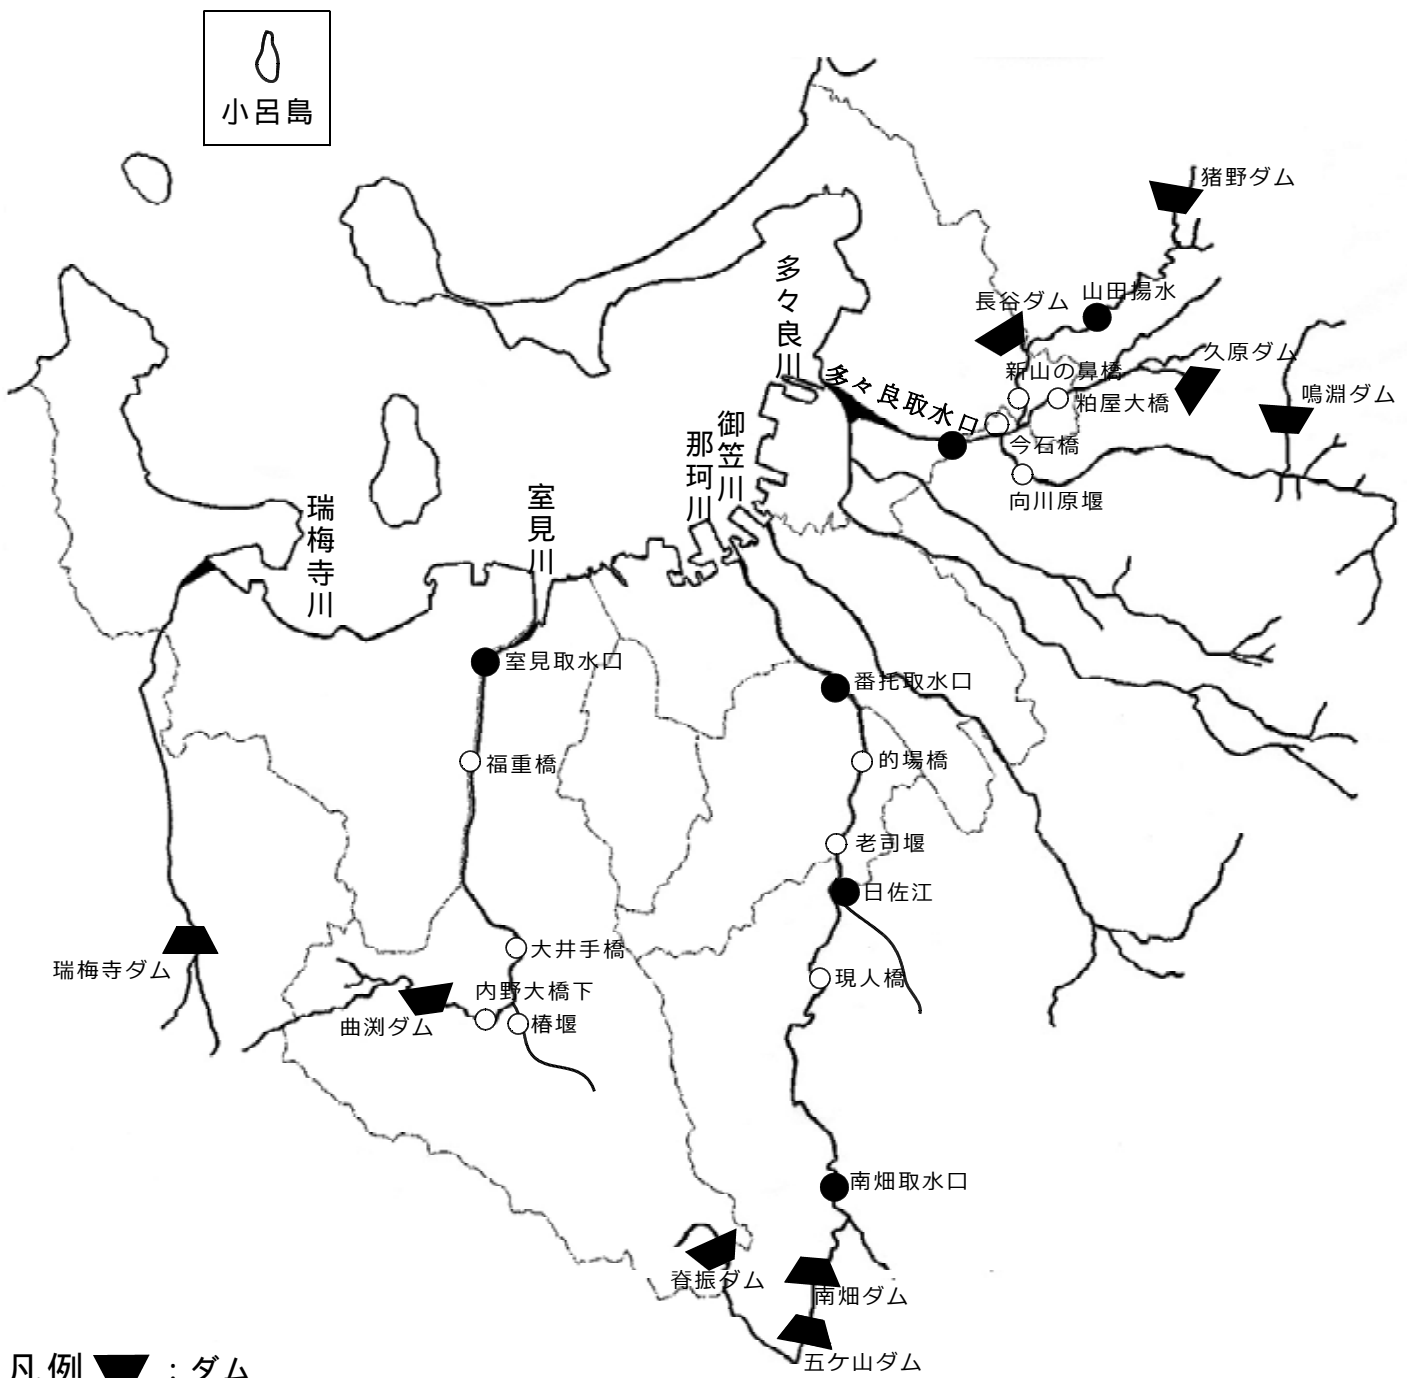 小呂島
猪野ダム
多々良川
長谷ダム
山田揚水
久原ダム
新山の鼻橋
多々良取水口
粕屋大橋
鳴淵ダム
御笠川
那珂川
今石橋
室見川
向川原堰
瑞梅寺川
室見取水口
番托取水口
福重橋
的場橋
老司堰
日佐江
大井手橋
瑞梅寺ダム
現人橋
内野大橋下
曲渕ダム
椿堰
南畑取水口
脊振ダム
南畑ダム
五ケ山ダム
凡例 : ダム